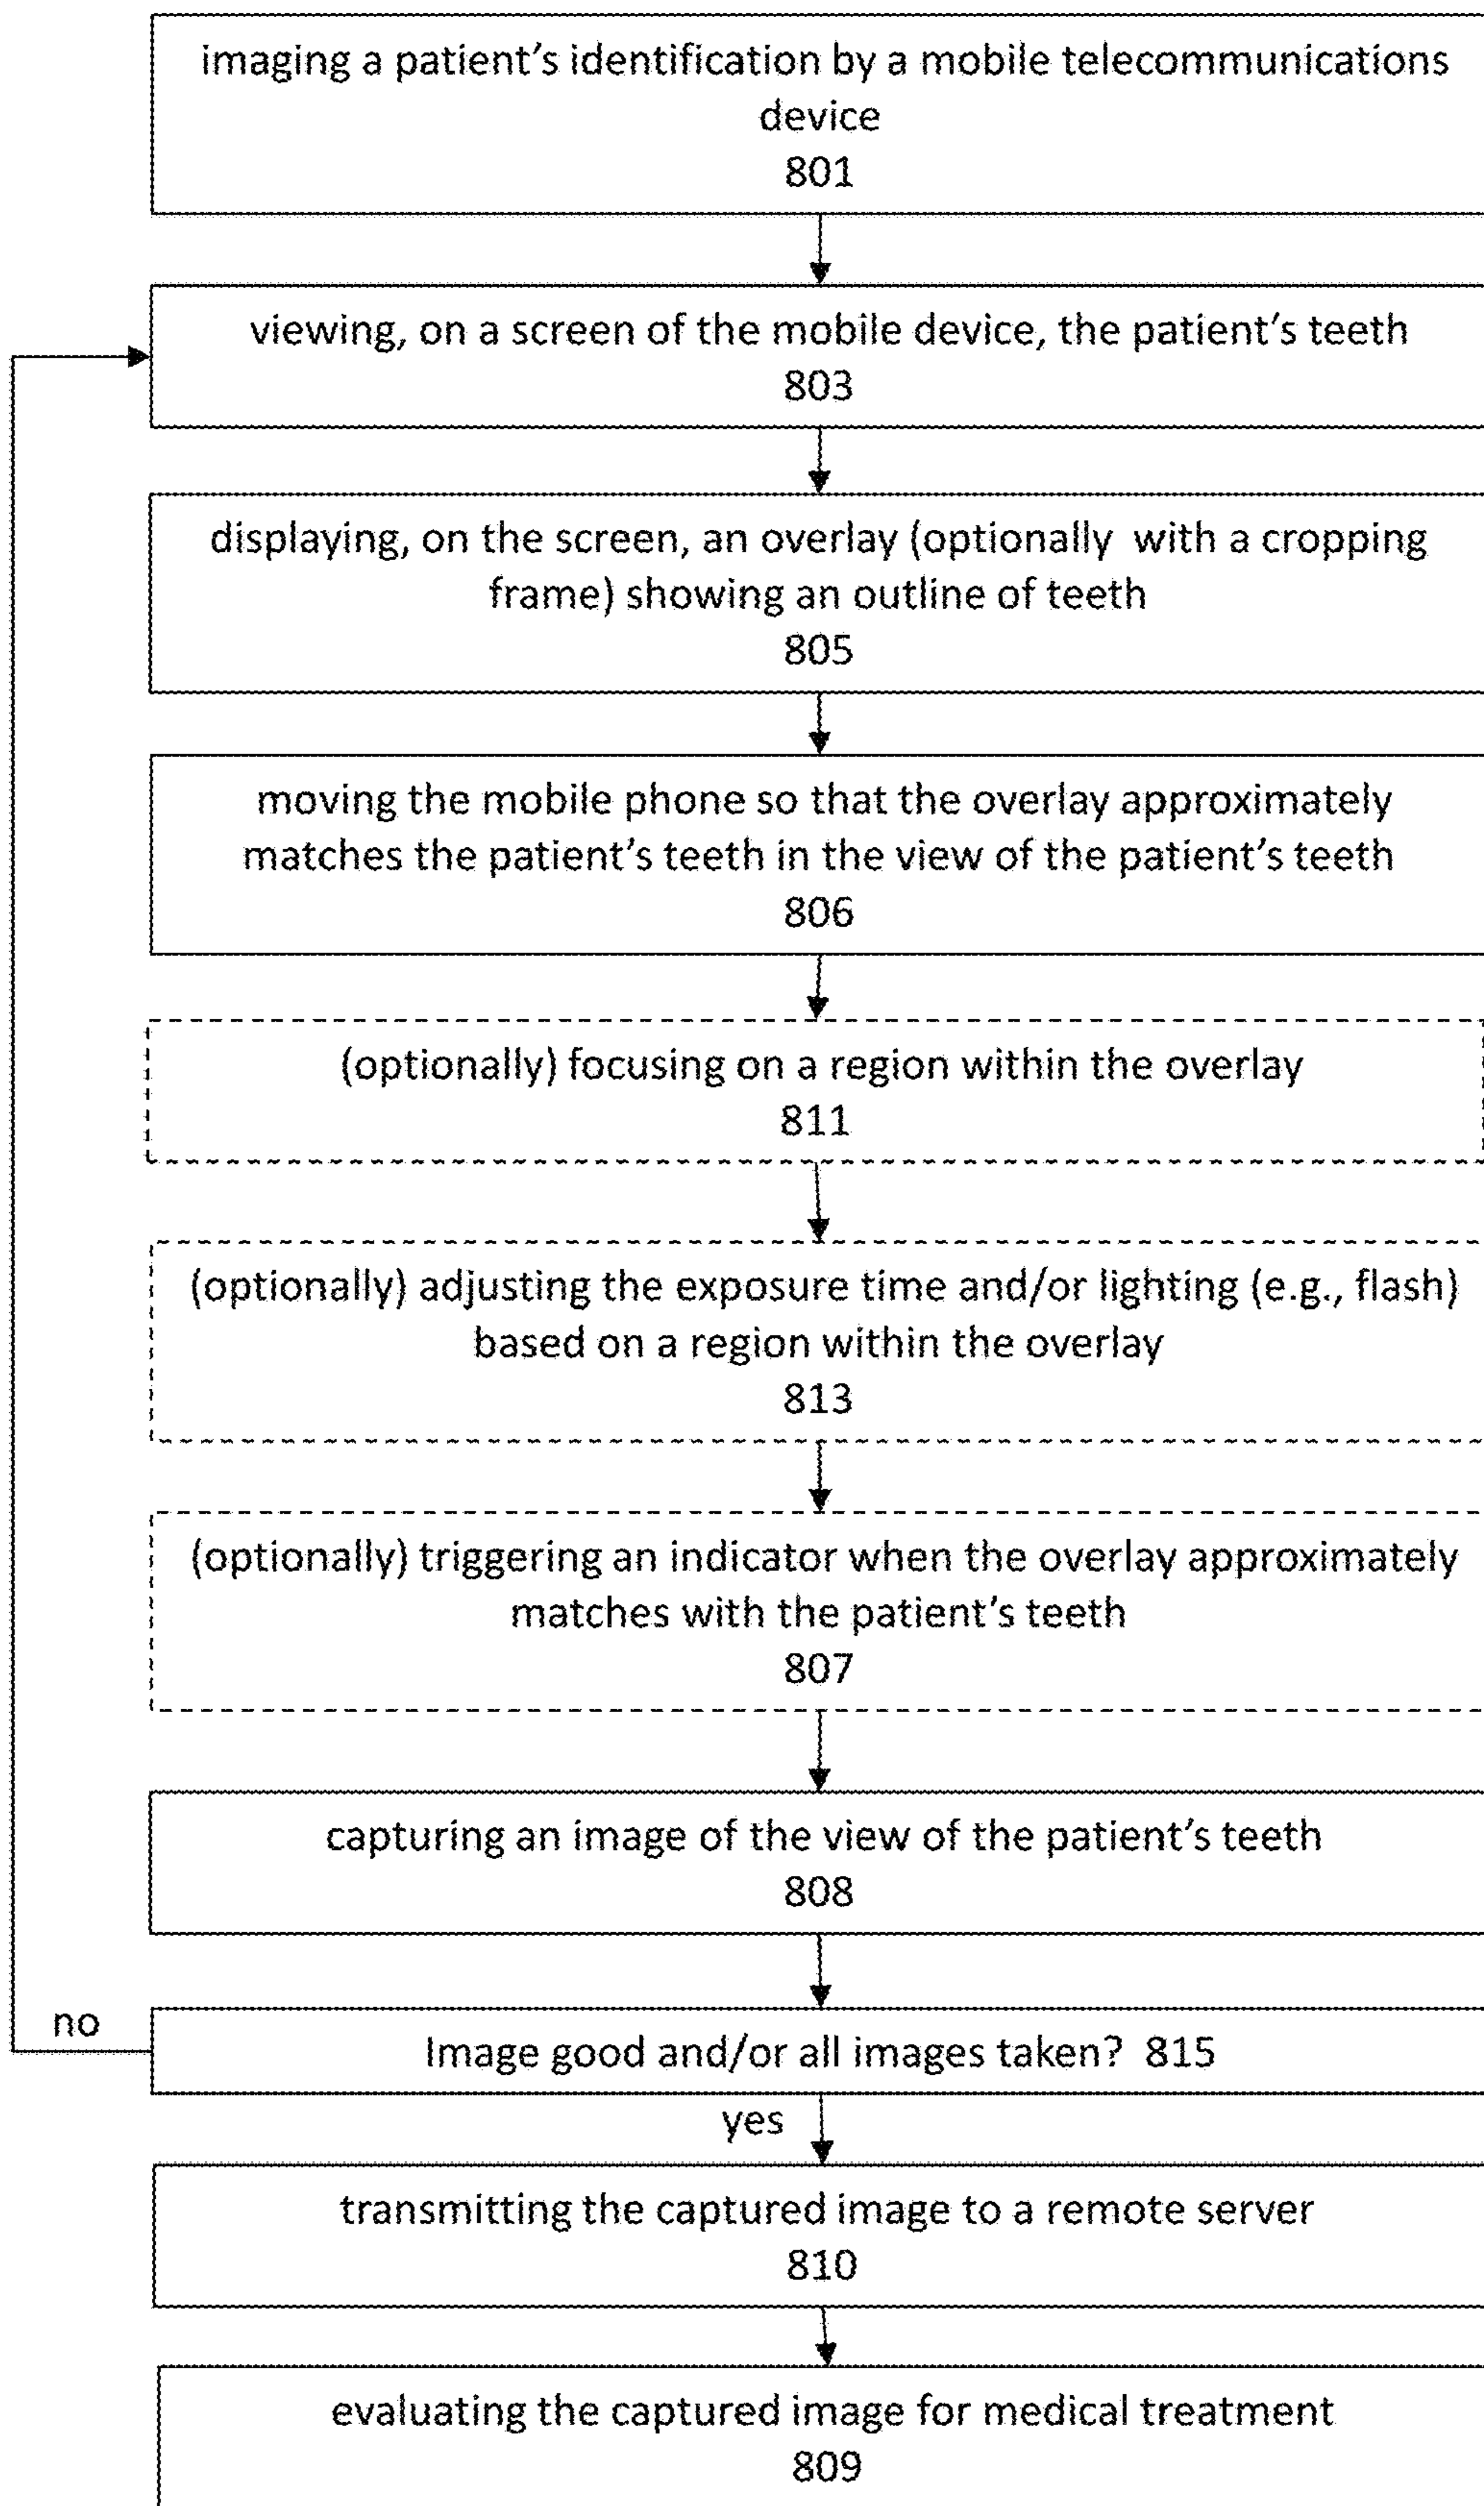 imaging a patient's identification by a mobile telecommunications
device
801
viewing, on a screen of the mobile device, the patient's teeth
803
displaying, on the screen, an overlay (optionally with a cropping
frame) showing an outline of teeth
805
moving the mobile phone so that the overlay approximately
matches the patient's teeth in the view of the patient's teeth
806
(optionally) focusing on a region within the overlay
811
(optionally) adjusting the exposure time and/or lighting (e.g., flash)
based on a region within the overlay
813
(optionally) triggering an indicator when the overlay approximately
matches with the patient's teeth
807
capturing an image of the view of the patient's teeth
808
no
Image good and/or all images taken? 815
yes
transmitting the captured image to a remote server
810
evaluating the captured image for medical treatment
809